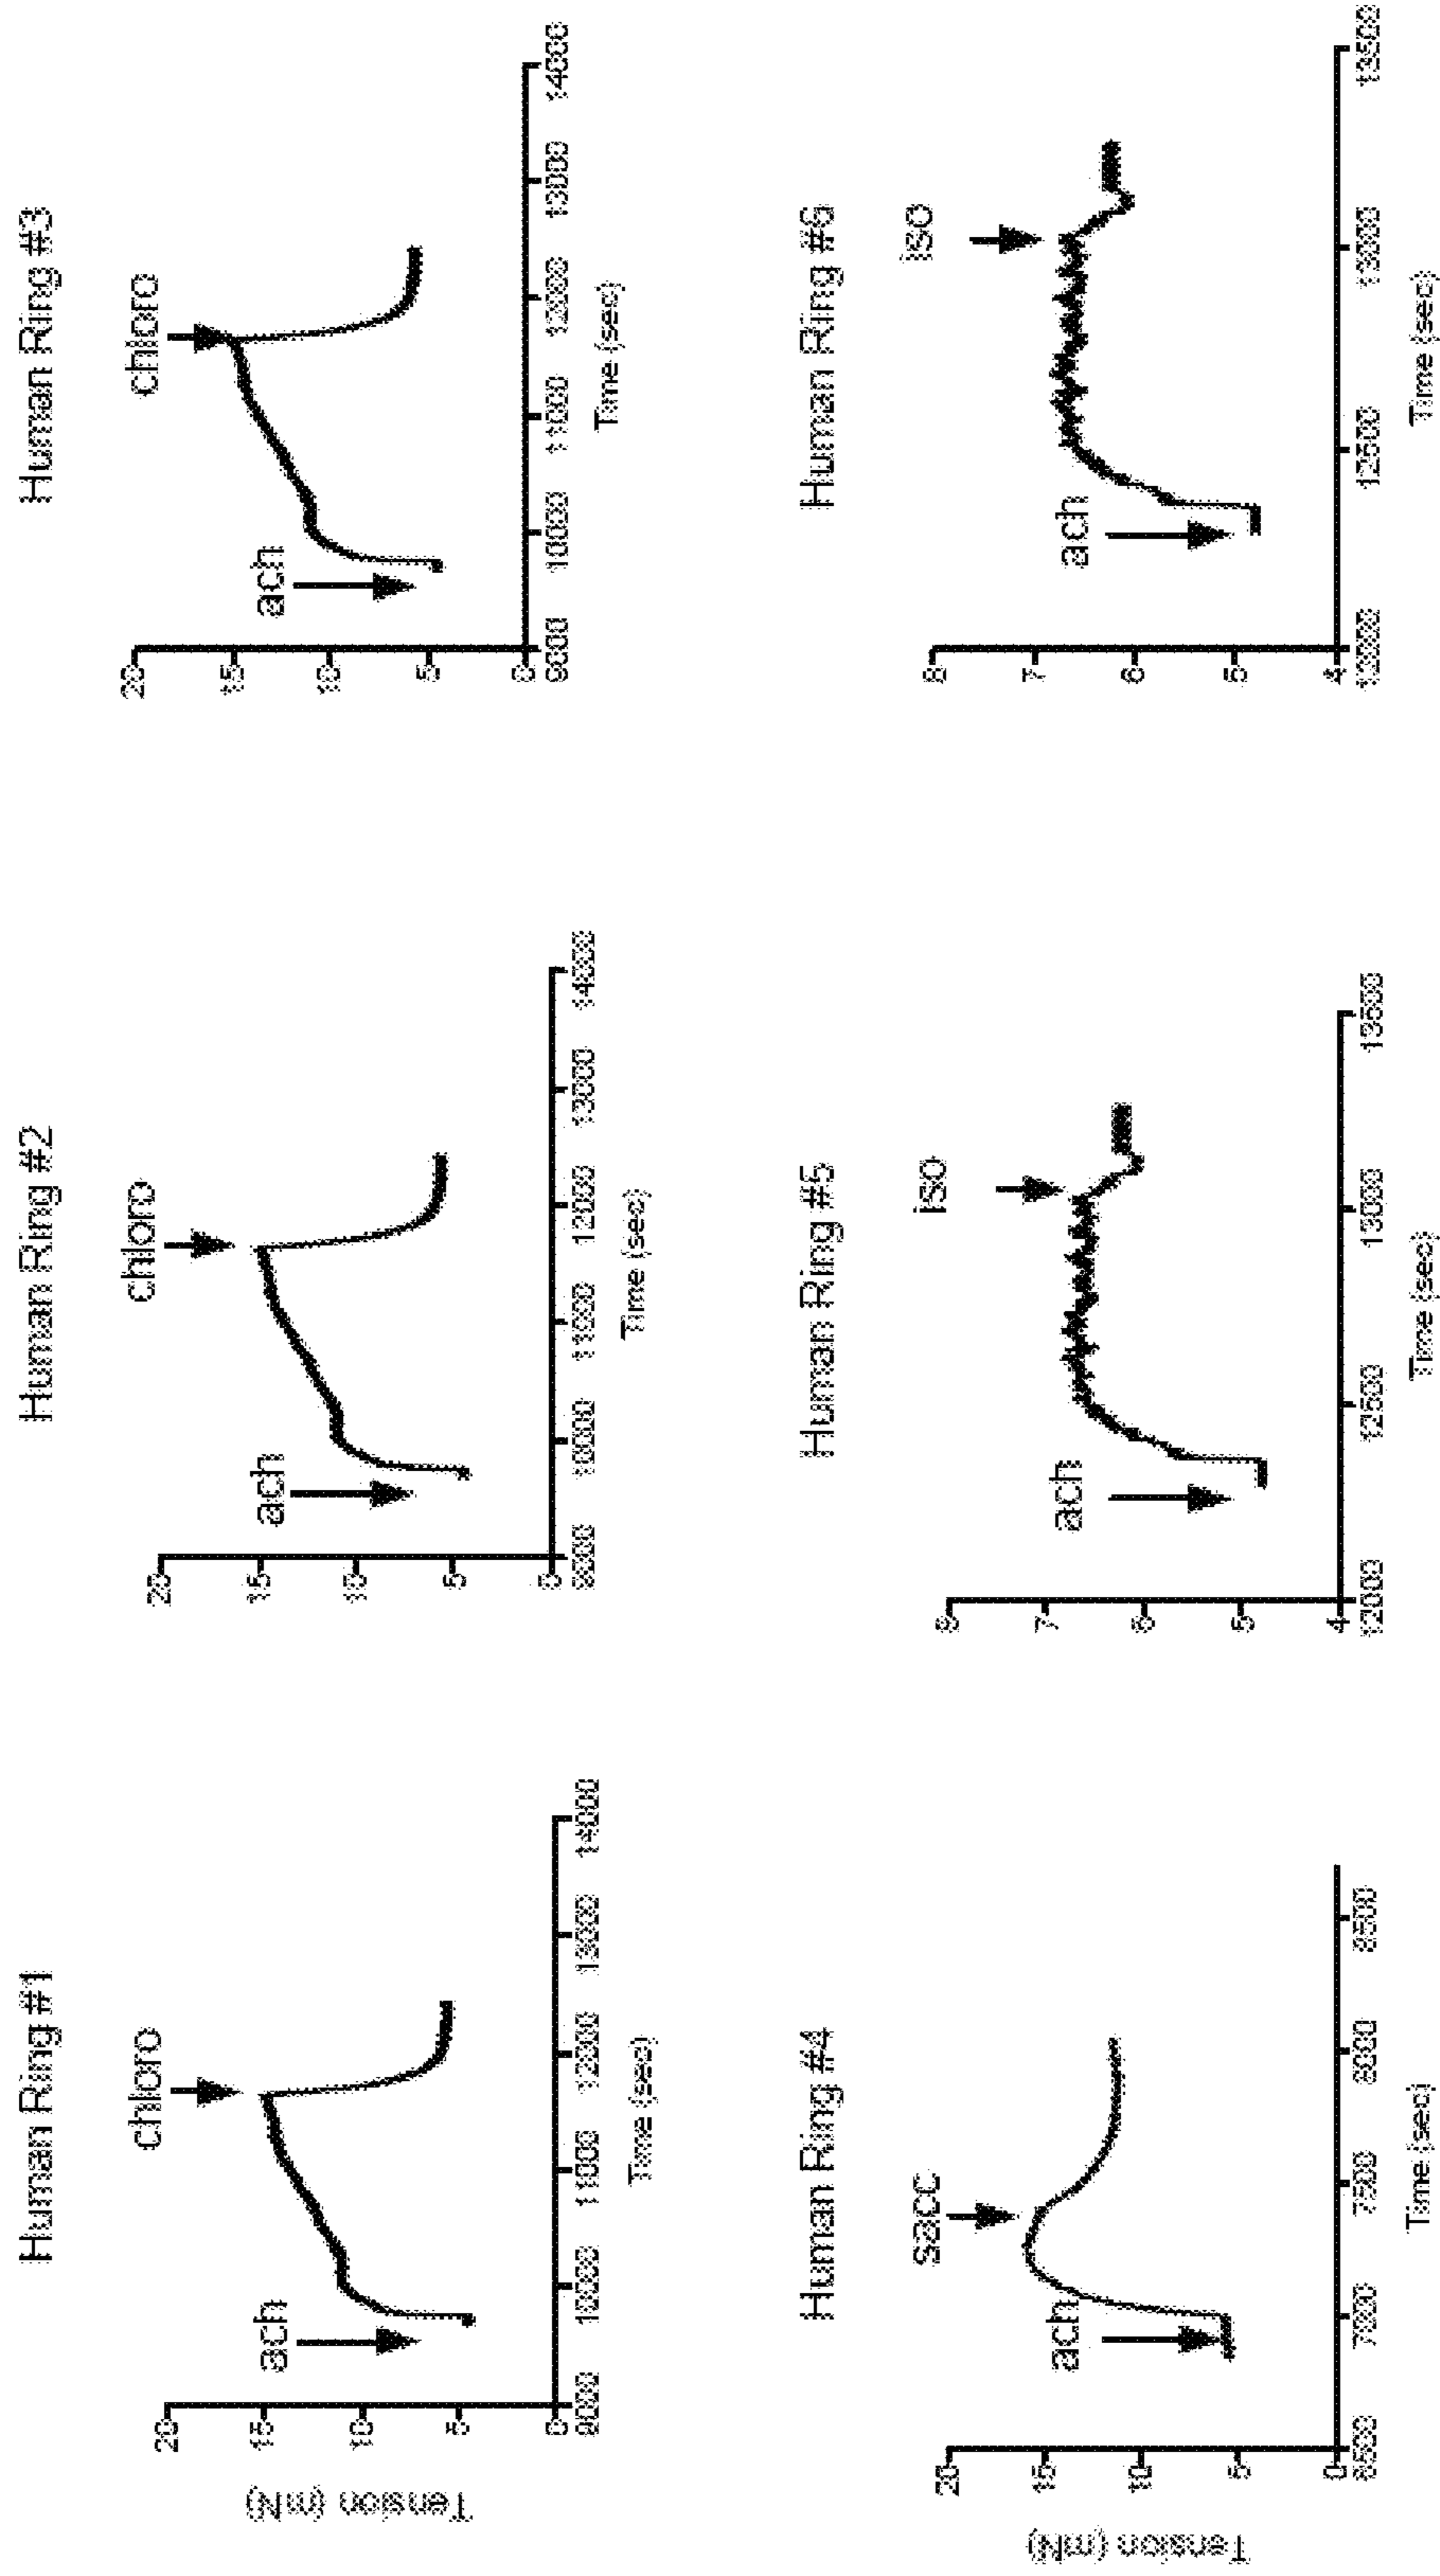 Human Ring #1
chloro
ach
Tension (mN)
20
15
10
5
0
9000
10000
11000
12000
13000
14000
Time (sec)
Human Ring #2
chloro
ach
20
15
10
5
0
9000
10000
11000
12000
13000
14000
Time (sec)
Human Ring #3
chloro
ach
20
15
10
5
0
9000
10000
11000
12000
13000
14000
Time (sec)
Human Ring #4
sacc
ach
Tension (mN)
20
15
10
5
0
6500
7000
7500
8000
8500
Time (sec)
Human Ring #5
iso
ach
8
7
6
5
4
12000
12500
13000
13500
Time (sec)
Human Ring #6
iso
ach
8
7
6
5
4
12000
12500
13000
13500
Time (sec)